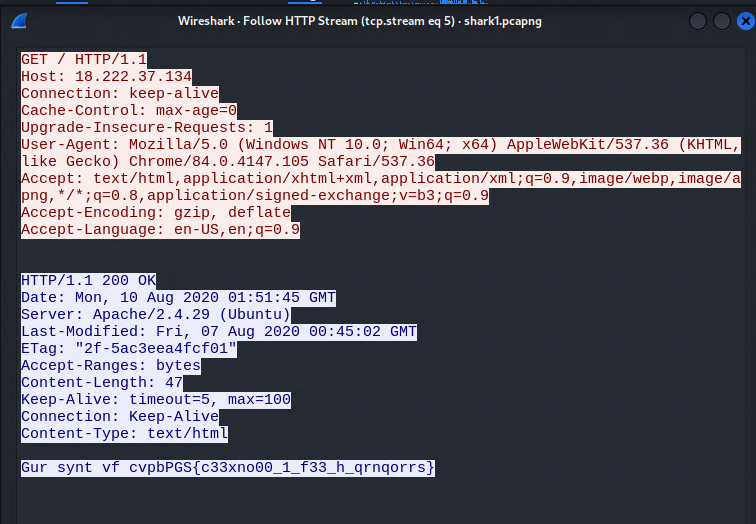 Wireshark · Follow HTTP Stream (tcp.stream eq 5) · shark1.pcapng
GET / HTTP/1.1
Host: 18.222.37.134
Connection: keep-alive
Cache-Control: max-age=0
Upgrade-Insecure-Requests: 1
User-Agent: Mozilla/5.0 (Windows NT 10.0; Win64; x64) AppleWebKit/537.36 (KHTML,
like Gecko) Chrome/84.0.4147.105 Safari/537.36
Accept: text/html,application/xhtml+xml,application/xml;q=0.9,image/webp,image/a
png,*/*;q=0.8,application/signed-exchange;v=b3;q=0.9
Accept-Encoding: gzip, deflate
Accept-Language: en-US,en;q=0.9
HTTP/1.1 200 OK
Date: Mon, 10 Aug 2020 01:51:45 GMT
Server: Apache/2.4.29 (Ubuntu)
Last-Modified: Fri, 07 Aug 2020 00:45:02 GMT
ETag: "2f-5ac3eea4fcf01"
Accept-Ranges: bytes
Content-Length: 47
Keep-Alive: timeout=5, max=100
Connection: Keep-Alive
Content-Type: text/html
Gur synt vf cvpbPGS{c33xno00_1_f33_h_qrnqorrs}